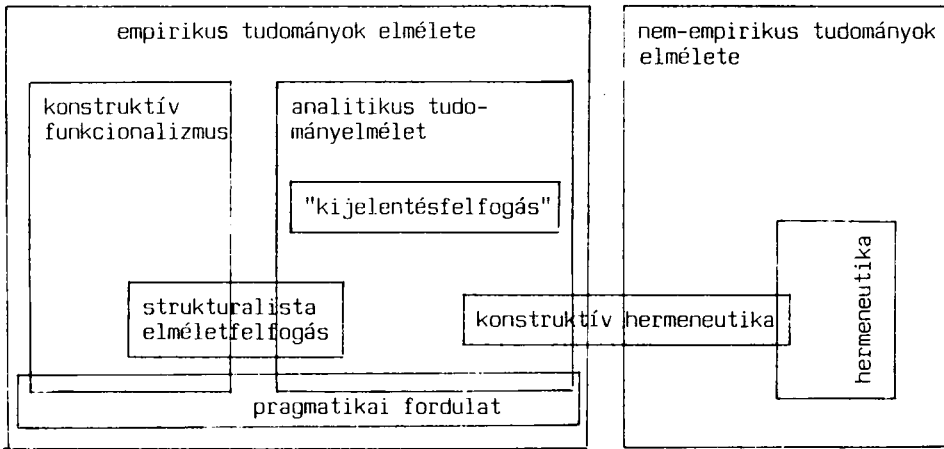 empirikus tudományok elmélete
nem-empirikus tudományok
elmélete
konstruktív
funkcionalizmus
analitikus tudo-
mányelmélet
"kijelentésfelfogás"
strukturalista
elméletfelfogás
konstruktív hermeneutika
hermeneutika
pragmatikai fordulat